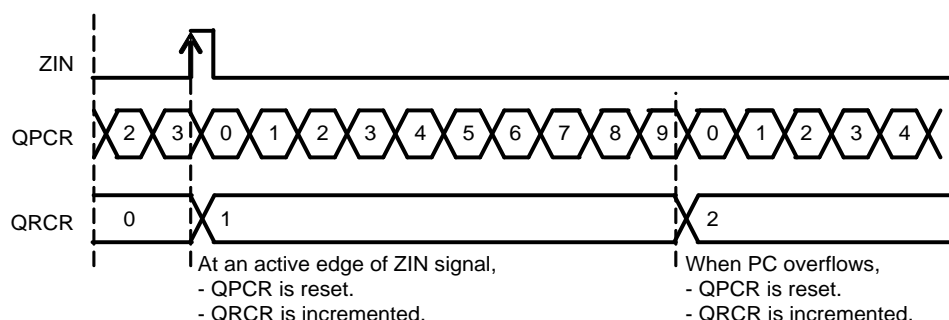 ZIN
QPCR 2 3 0 1 2 3 4 5 6 7 8 9 0 1 2 3 4
QRCR 0 1 2
At an active edge of ZIN signal,
- QPCR is reset.
- QRCR is incremented.
When PC overflows,
- QPCR is reset.
- QRCR is incremented.